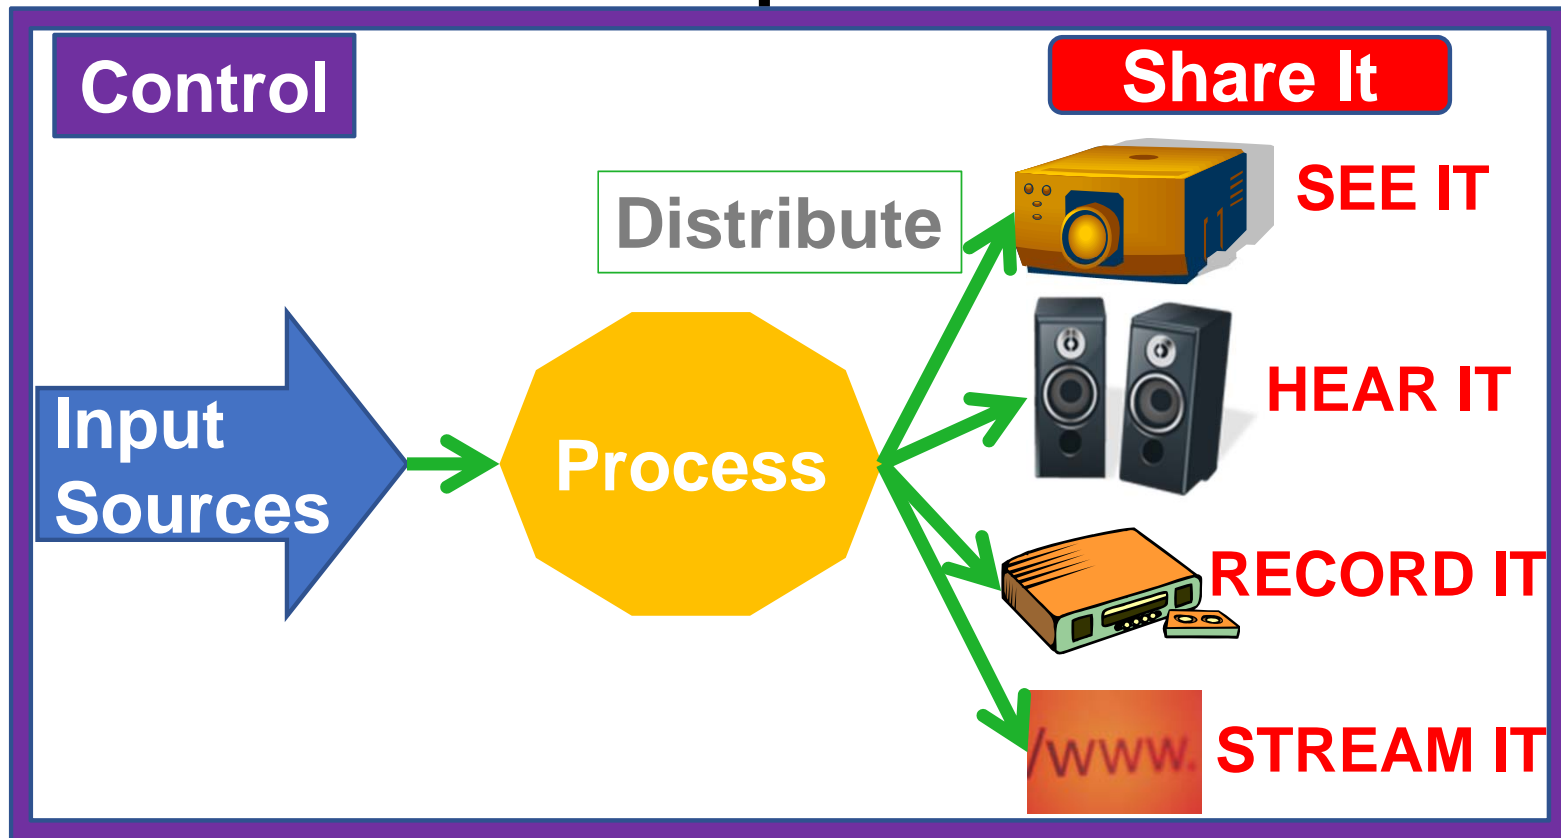 Control
Share It
SEE IT
Distribute
HEAR IT
Input
Sources
Process
RECORD IT
/www.
STREAM IT